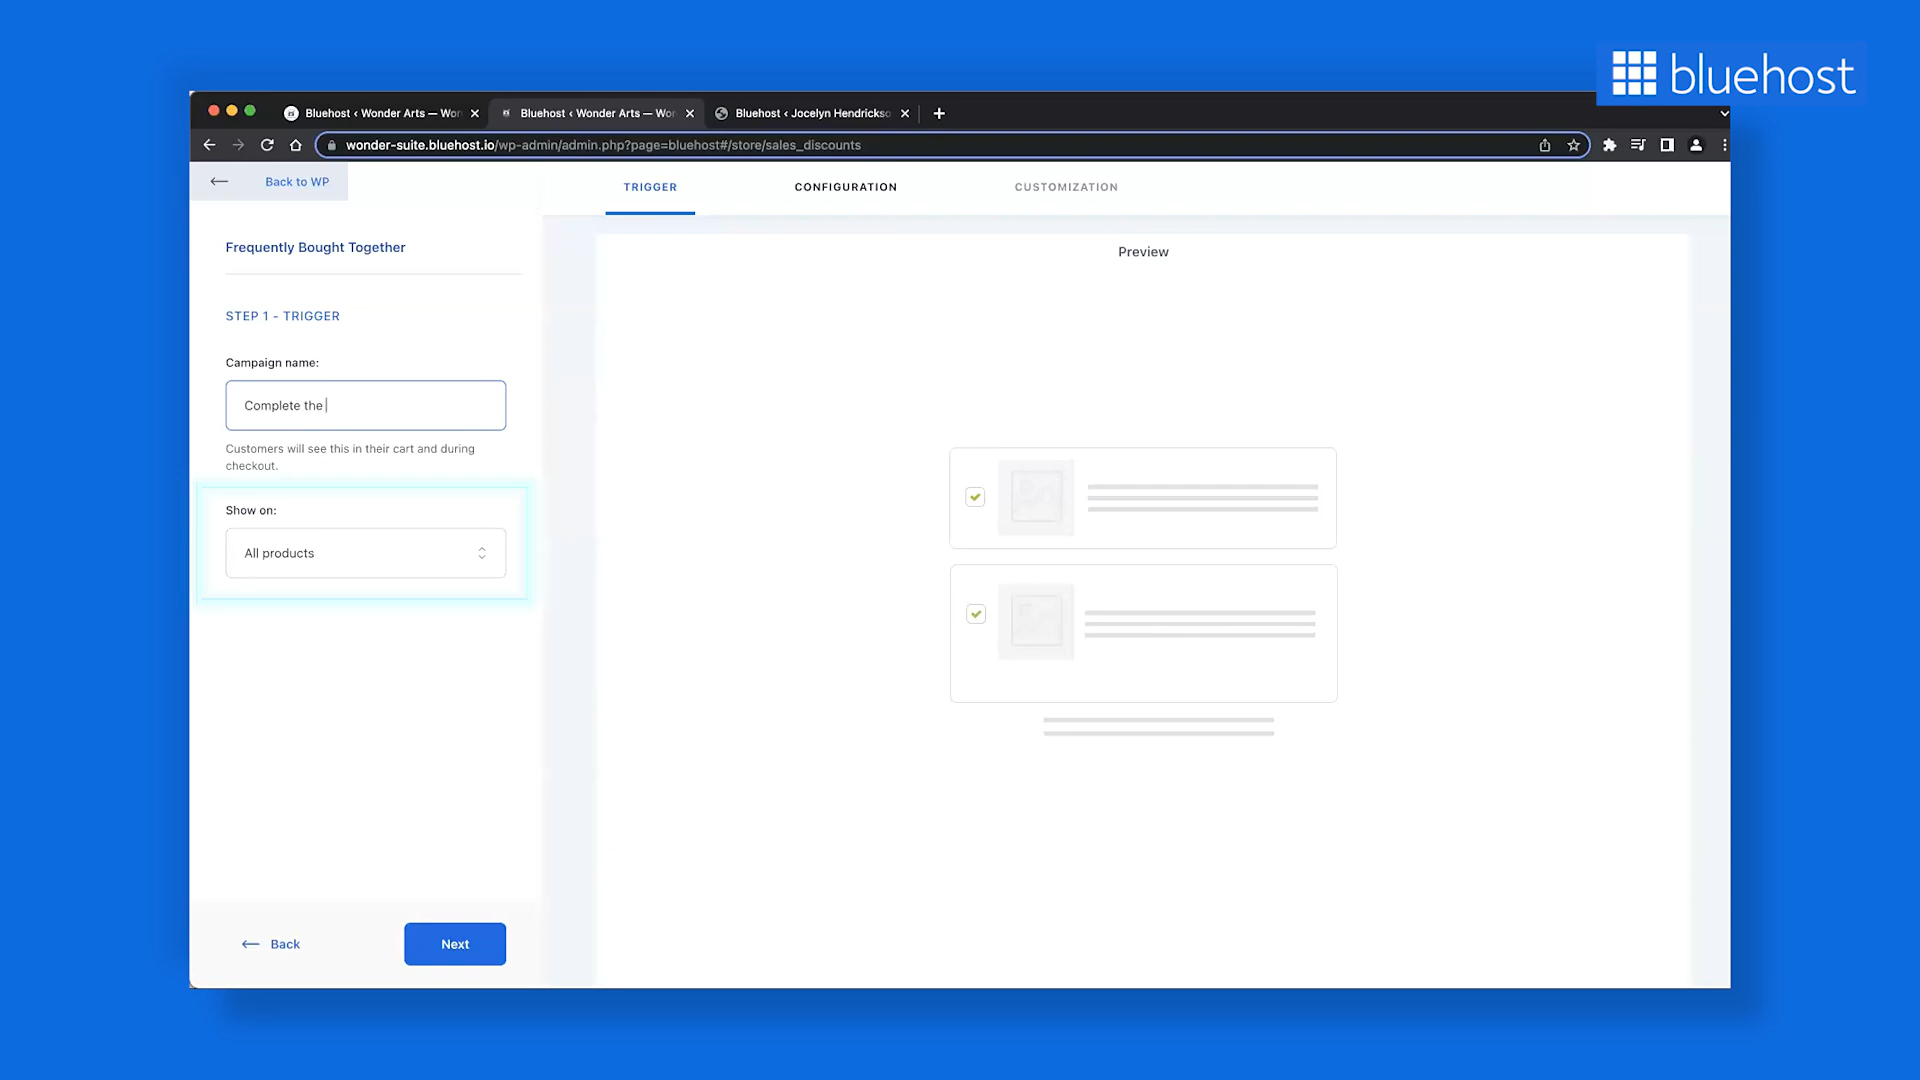 bluehost
Bluehost ‹ Wonder Arts — Wor
Bluehost ‹ Wonder Arts — Wor
Bluehost ‹ Jocelyn Hendrickso
wonder-suite.bluehost.io/wp-admin/admin.php?page=bluehost#/store/sales_discounts
Back to WP
TRIGGER
CONFIGURATION
CUSTOMIZATION
Frequently Bought Together
Preview
STEP 1 - TRIGGER
Campaign name:
Complete the
Customers will see this in their cart and during
checkout.
Show on:
All products
Back
Next